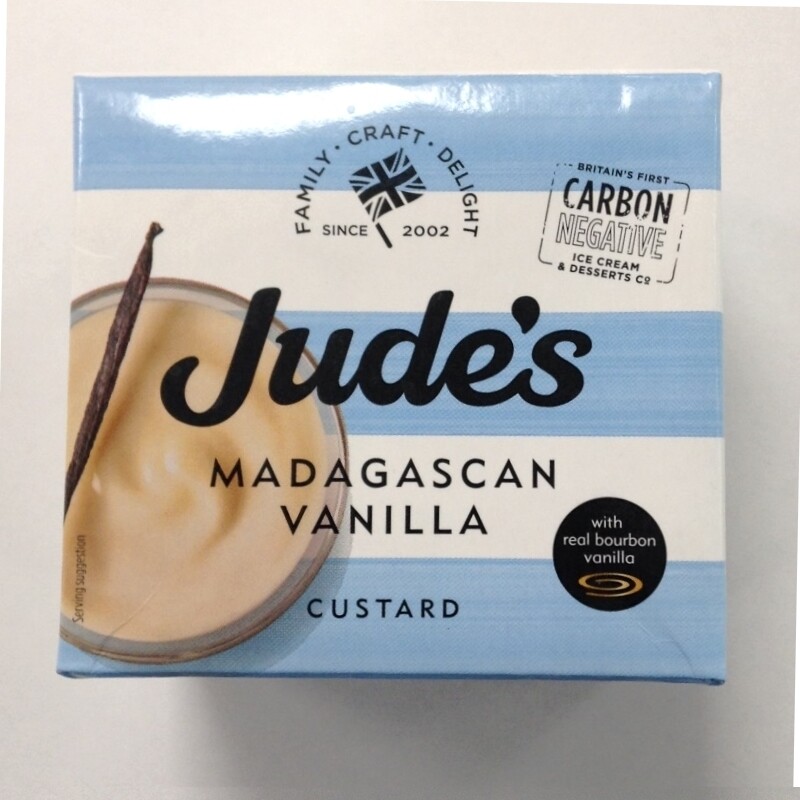 FAMILY · CRAFT · DELIGHT
SINCE 2002
BRITAIN'S FIRST
CARBON
NEGATIVE
ICE CREAM
& DESSERTS Cº
Jude's
MADAGASCAN
VANILLA
with
real bourbon
vanilla
CUSTARD
Serving suggestion